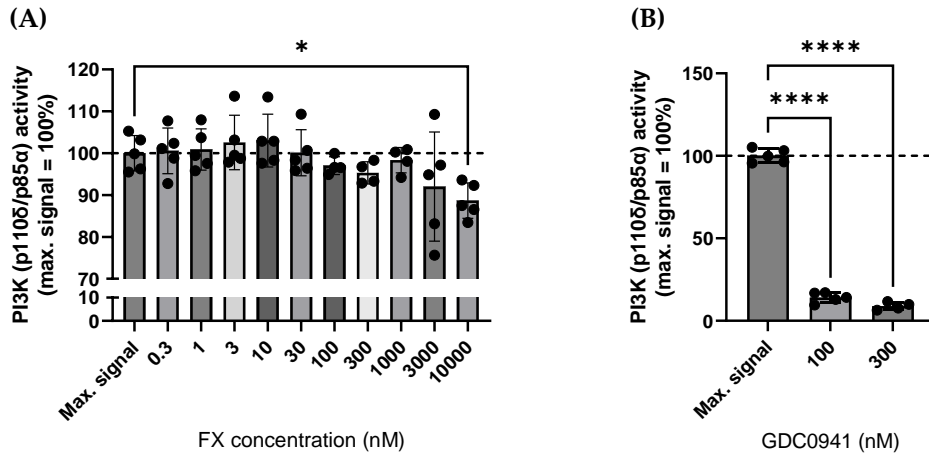 (A)
*
PI3K (p110δ/p85α) activity
(max. signal = 100%)
120
110
100
90
80
70
10
0
Max. signal
0.3
1
3
10
30
100
300
1000
3000
10000
FX concentration (nM)
(B)
****
****
PI3K (p110δ/p85α) activity
(max. signal = 100%)
150
100
50
0
Max. signal
100
300
GDC0941 (nM)